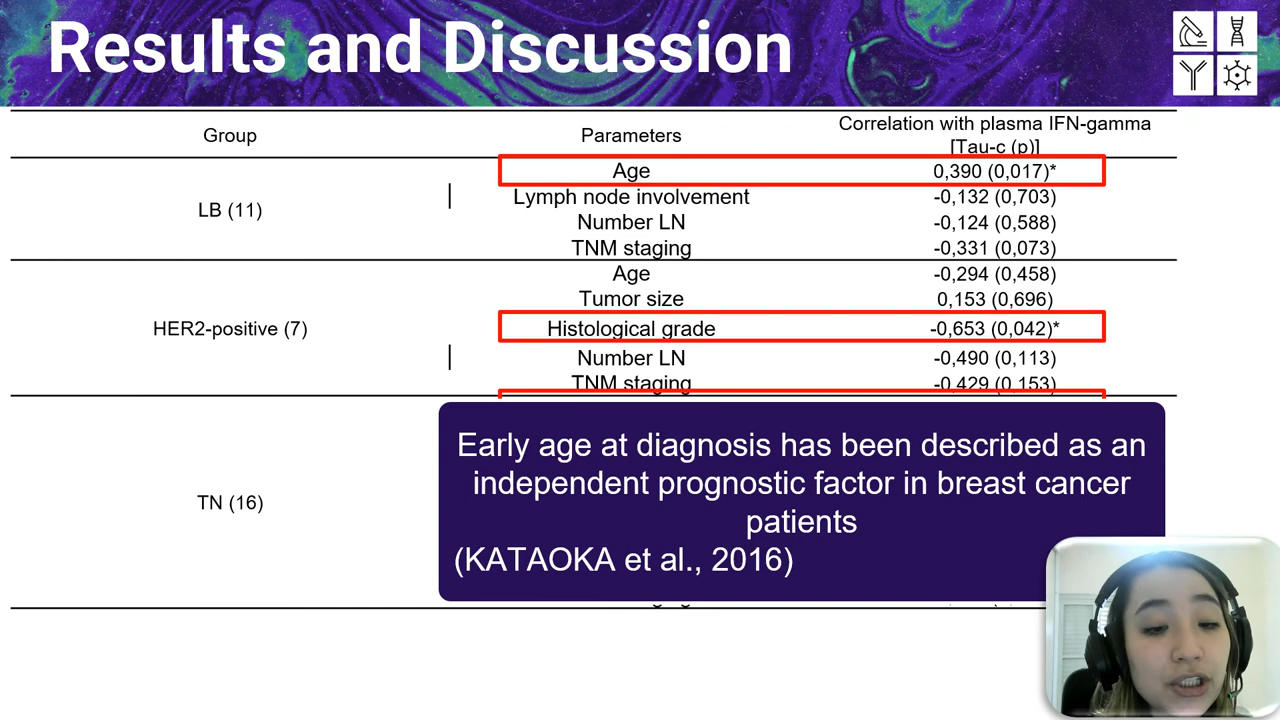 Results and Discussion
Group Parameters Correlation with plasma IFN-gamma
[Tau-c (p)]
Age 0,390 (0,017)*
Lymph node involvement -0,132 (0,703)
LB (11)
Number LN -0,124 (0,588)
TNM staging -0,331 (0,073)
Age -0,294 (0,458)
Tumor size 0,153 (0,696)
HER2-positive (7) Histological grade -0,653 (0,042)*
Number LN -0,490 (0,113)
TNM staging -0,429 (0,153)
Early age at diagnosis has been described as an
independent prognostic factor in breast cancer
TN (16)
patients
(KATAOKA et al., 2016)